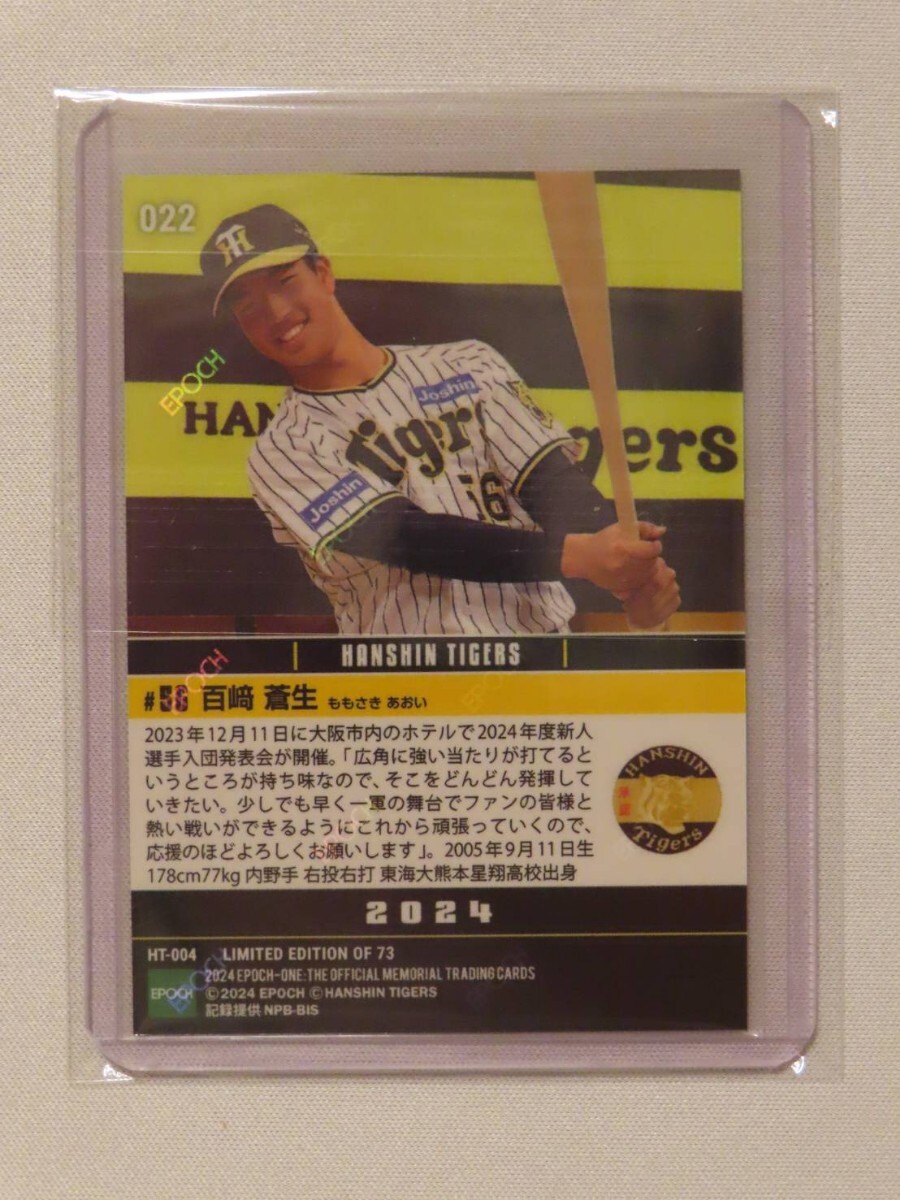 022
TH
EPOCH
HAN
gers
Joshin
Tiger
Joshin
56
HANSHIN TIGERS
EPOCH
#56 百﨑 蒼生 ももさき あおい
2023年12月11日に大阪市内のホテルで2024年度新人
選手入団発表会が開催。「広角に強い当たりが打てると
いうところが持ち味なので、そこをどんどん発揮して
いきたい。少しでも早く一軍の舞台でファンの皆様と
熱い戦いができるようにこれから頑張っていくので、
応援のほどよろしくお願いします」。2005年9月11日生
178cm77kg 内野手 右投右打 東海大熊本星翔高校出身
HANSHIN
Tigers
2024
HT-004 LIMITED EDITION OF 73
2024 EPOCH-ONE:THE OFFICIAL MEMORIAL TRADING CARDS
EPOCH ©2024 EPOCH ©HANSHIN TIGERS
記録提供 NPB-BIS
EPOCH